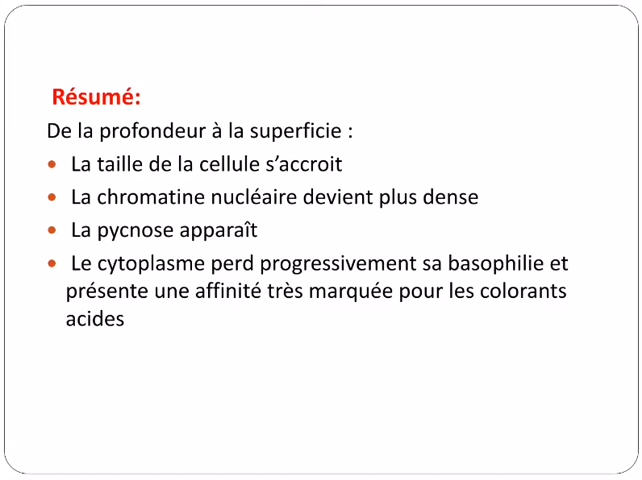 Résumé:
De la profondeur à la superficie :
• La taille de la cellule s’accroit
• La chromatine nucléaire devient plus dense
• La pycnose apparaît
• Le cytoplasme perd progressivement sa basophilie et
présente une affinité très marquée pour les colorants
acides